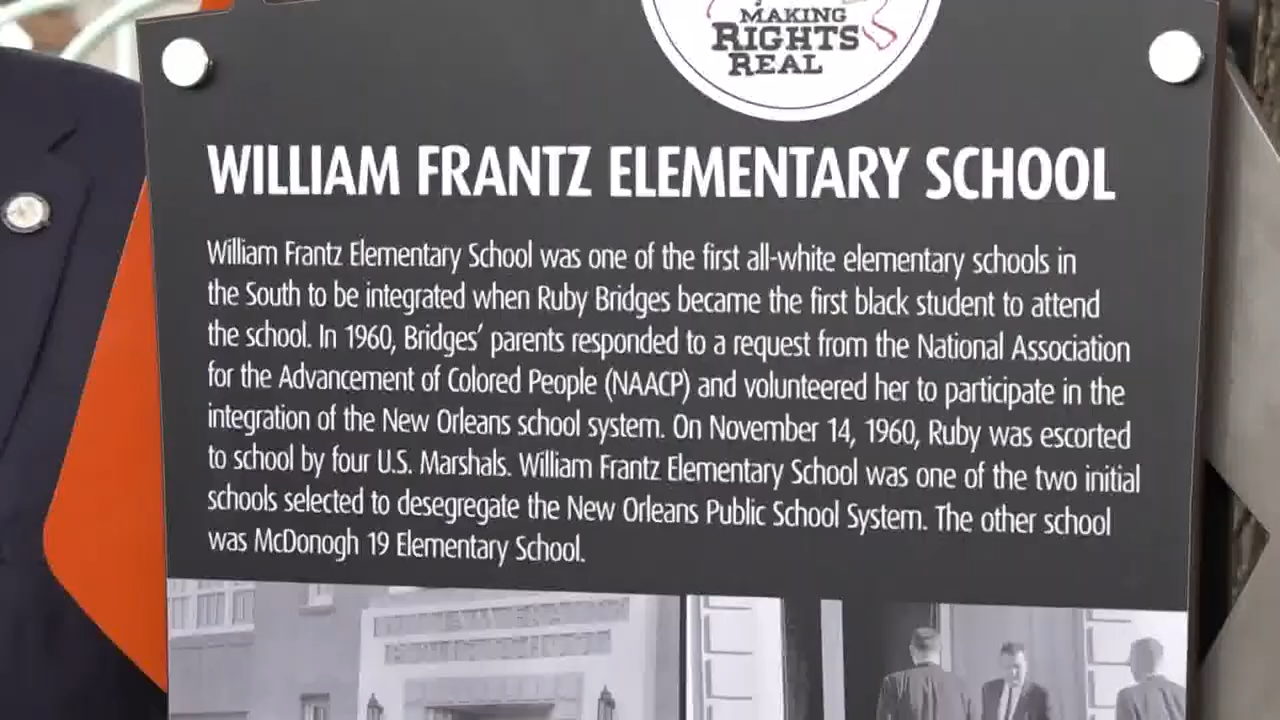 MAKING
RIGHTS
REAL
WILLIAM FRANTZ ELEMENTARY SCHOOL
William Frantz Elementary School was one of the first all-white elementary schools in
the South to be integrated when Ruby Bridges became the first black student to attend
the school. In 1960, Bridges' parents responded to a request from the National Association
for the Advancement of Colored People (NAACP) and volunteered her to participate in the
integration of the New Orleans school system. On November 14, 1960, Ruby was escorted
to school by four U.S. Marshals. William Frantz Elementary School was one of the two initial
schools selected to desegregate the New Orleans Public School System. The other school
was McDonogh 19 Elementary School.